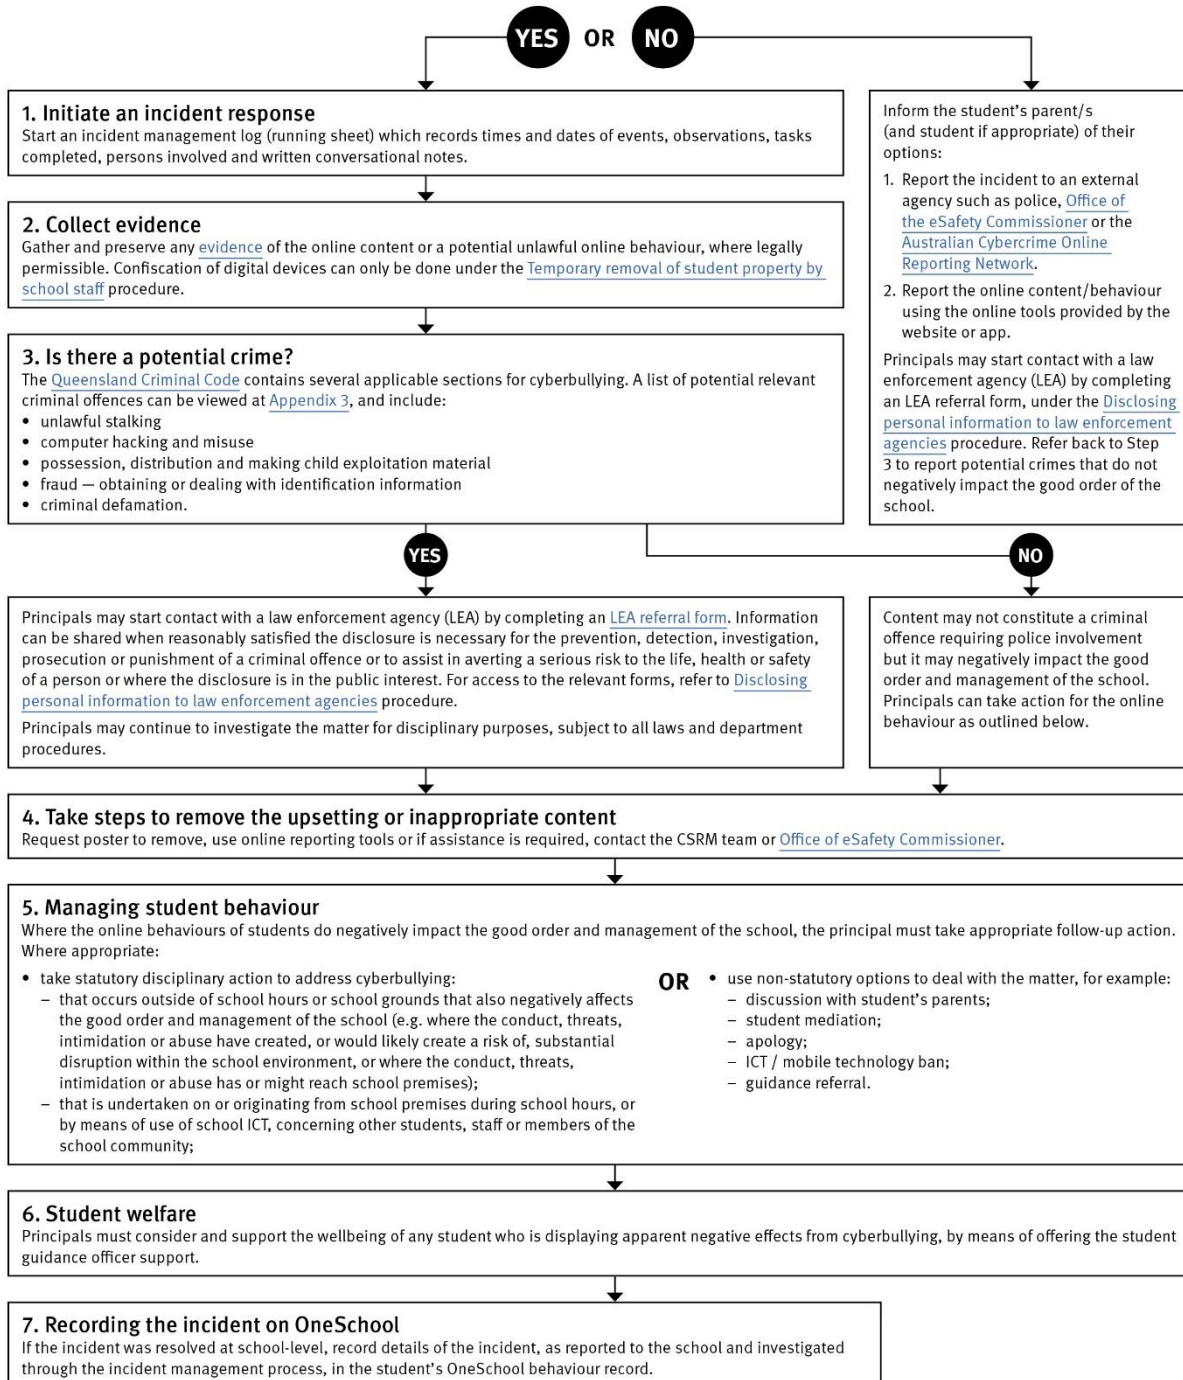 YES OR NO
1. Initiate an incident response
Start an incident management log (running sheet) which records times and dates of events, observations, tasks
completed, persons involved and written conversational notes.
2. Collect evidence
Gather and preserve any evidence of the online content or a potential unlawful online behaviour, where legally
permissible. Confiscation of digital devices can only be done under the Temporary removal of student property by
school staff procedure.
3. Is there a potential crime?
The Queensland Criminal Code contains several applicable sections for cyberbullying. A list of potential relevant
criminal offences can be viewed at Appendix 3, and include:
• unlawful stalking
• computer hacking and misuse
• possession, distribution and making child exploitation material
• fraud — obtaining or dealing with identification information
• criminal defamation.
Inform the student's parent/s
(and student if appropriate) of their
options:
1. Report the incident to an external
agency such as police, Office of
the eSafety Commissioner or the
Australian Cybercrime Online
Reporting Network.
2. Report the online content/behaviour
using the online tools provided by the
website or app.
Principals may start contact with a law
enforcement agency (LEA) by completing
an LEA referral form, under the Disclosing
personal information to law enforcement
agencies procedure. Refer back to Step
3 to report potential crimes that do not
negatively impact the good order of the
school.
YES
NO
Principals may start contact with a law enforcement agency (LEA) by completing an LEA referral form. Information
can be shared when reasonably satisfied the disclosure is necessary for the prevention, detection, investigation,
prosecution or punishment of a criminal offence or to assist in averting a serious risk to the life, health or safety
of a person or where the disclosure is in the public interest. For access to the relevant forms, refer to Disclosing
personal information to law enforcement agencies procedure.
Principals may continue to investigate the matter for disciplinary purposes, subject to all laws and department
procedures.
Content may not constitute a criminal
offence requiring police involvement
but it may negatively impact the good
order and management of the school.
Principals can take action for the online
behaviour as outlined below.
4. Take steps to remove the upsetting or inappropriate content
Request poster to remove, use online reporting tools or if assistance is required, contact the CSRM team or Office of eSafety Commissioner.
5. Managing student behaviour
Where the online behaviours of students do negatively impact the good order and management of the school, the principal must take appropriate follow-up action.
Where appropriate:
• take statutory disciplinary action to address cyberbullying:
– that occurs outside of school hours or school grounds that also negatively affects
the good order and management of the school (e.g. where the conduct, threats,
intimidation or abuse have created, or would likely create a risk of, substantial
disruption within the school environment, or where the conduct, threats,
intimidation or abuse has or might reach school premises);
– that is undertaken on or originating from school premises during school hours, or
by means of use of school ICT, concerning other students, staff or members of the
school community;
OR
• use non-statutory options to deal with the matter, for example:
– discussion with student's parents;
– student mediation;
– apology;
– ICT / mobile technology ban;
– guidance referral.
6. Student welfare
Principals must consider and support the wellbeing of any student who is displaying apparent negative effects from cyberbullying, by means of offering the student
guidance officer support.
7. Recording the incident on OneSchool
If the incident was resolved at school-level, record details of the incident, as reported to the school and investigated
through the incident management process, in the student's OneSchool behaviour record.